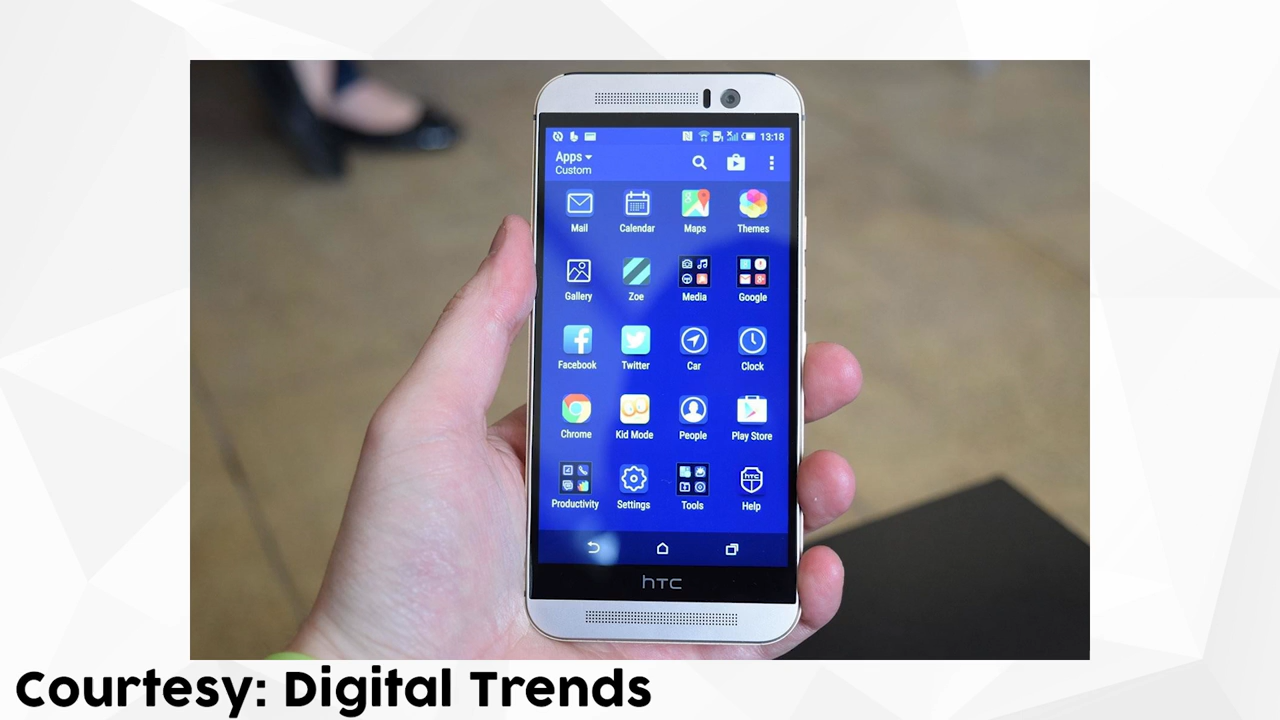 13:18
Apps
Custom
Mail Calendar Maps Themes
Gallery Zoe Media Google
Facebook Twitter Car Clock
Chrome Kid Mode People Play Store
Productivity Settings Tools Help
hTC
Courtesy: Digital Trends